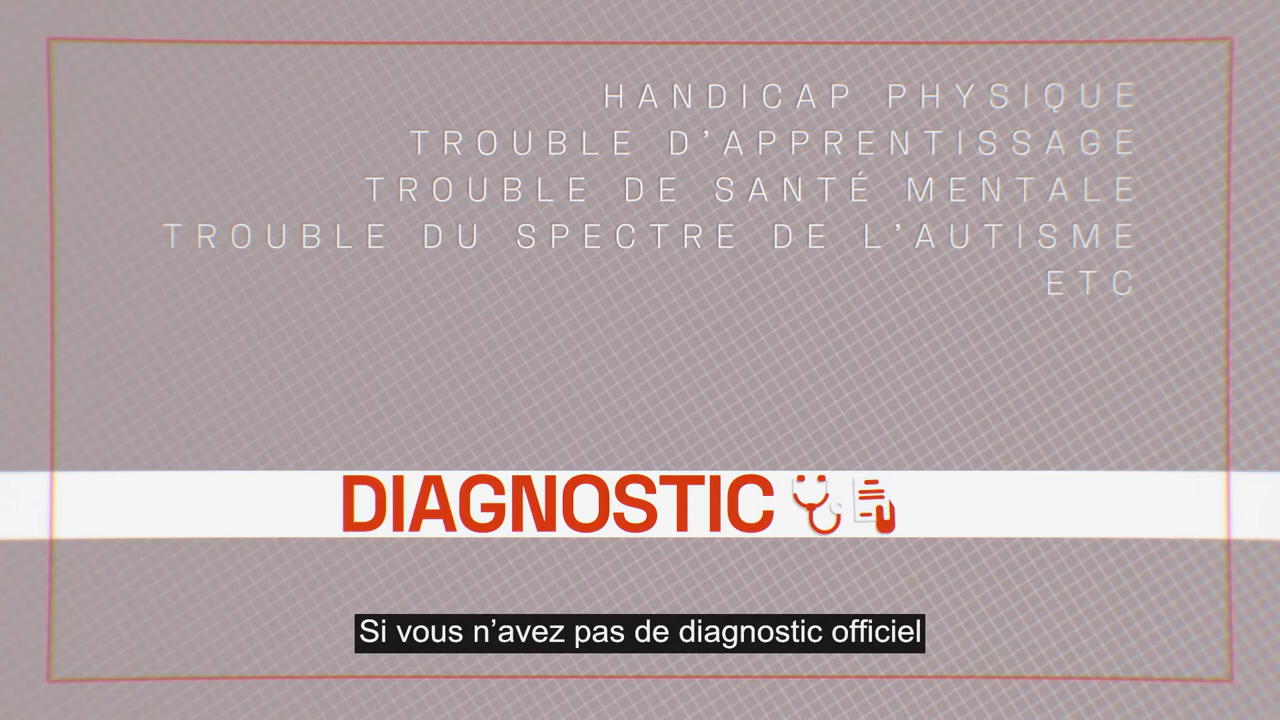 HANDICAP PHYSIQUE
TROUBLE D’APPRENTISSAGE
TROUBLE DE SANTÉ MENTALE
TROUBLE DU SPECTRE DE L’AUTISME
ETC
DIAGNOSTIC
Si vous n’avez pas de diagnostic officiel